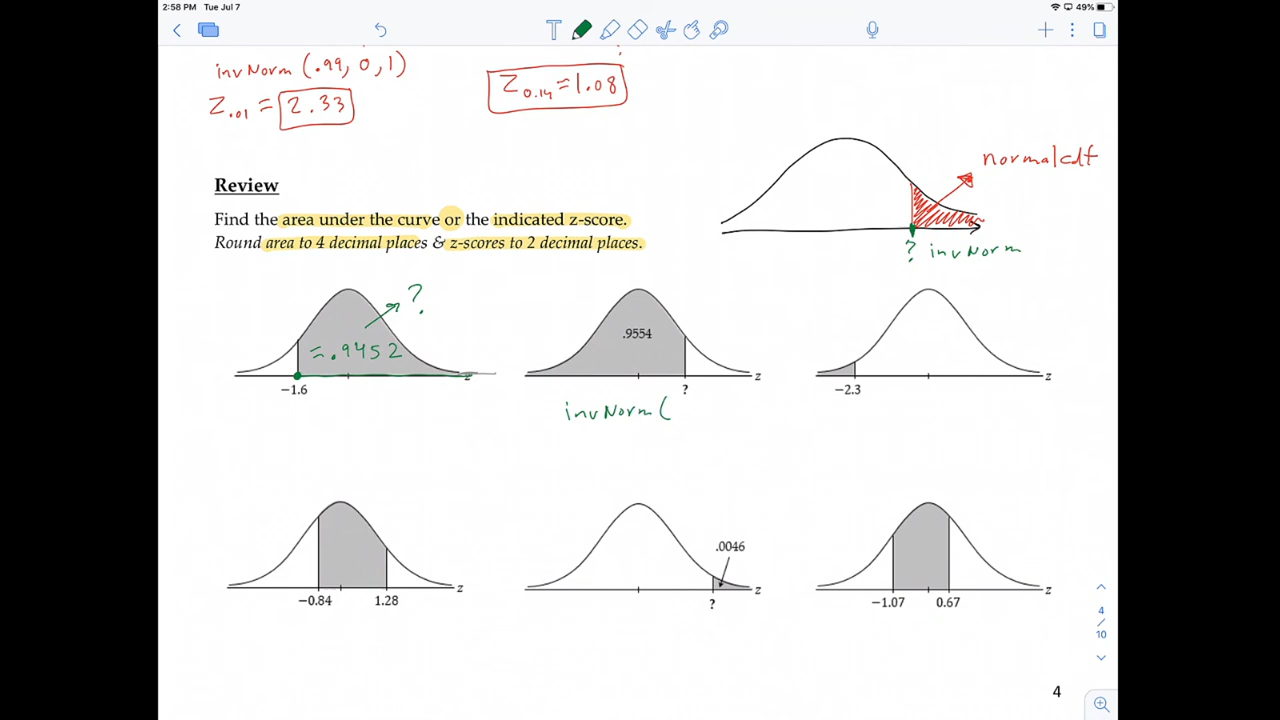 2:58 PM Tue Jul 7
49%
T
invNorm (.99, 0, 1)
Z.01 = 2.33
Z0.14 ≈ 1.08
normalcdf
? invNorm
Review
Find the area under the curve or the indicated z-score.
Round area to 4 decimal places & z-scores to 2 decimal places.
?
= .9452
z
−1.6
.9554
z
?
invNorm(
z
−2.3
z
−0.84 1.28
.0046
z
?
z
−1.07 0.67
4
/
10
4